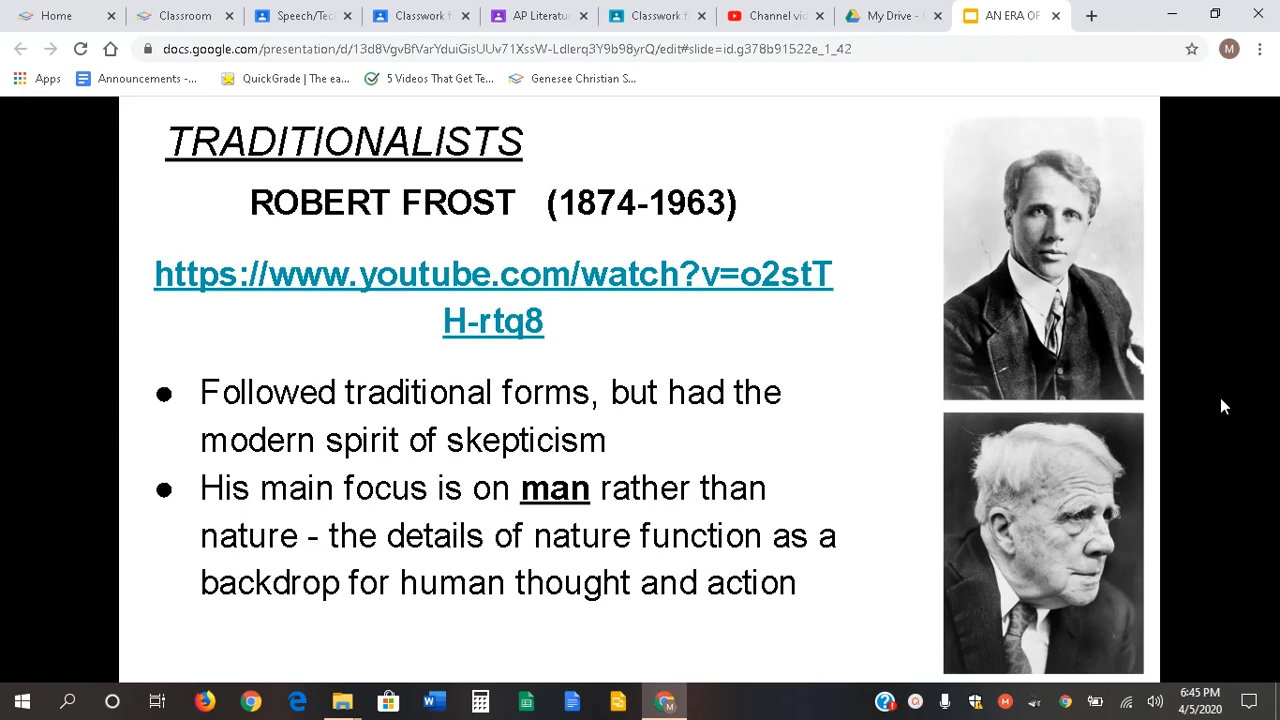 Home
Classroom
Speech/Tec
Classwork f
AP Literatu
Classwork f
Channel vi
My Drive - G
AN ERA OF
docs.google.com/presentation/d/13d8VgvBfVarYduGisUUv71XssW-Ldlerq3Y9b98yrQ/edit#slide=id.g378b91522e_1_42
M
Apps
Announcements -...
QuickGrade | The ea...
5 Videos That Get Te...
Genesee Christian S...
TRADITIONALISTS
ROBERT FROST (1874-1963)
https://www.youtube.com/watch?v=o2stT
H-rtq8
● Followed traditional forms, but had the
modern spirit of skepticism
● His main focus is on man rather than
nature - the details of nature function as a
backdrop for human thought and action
6:45 PM
4/5/2020